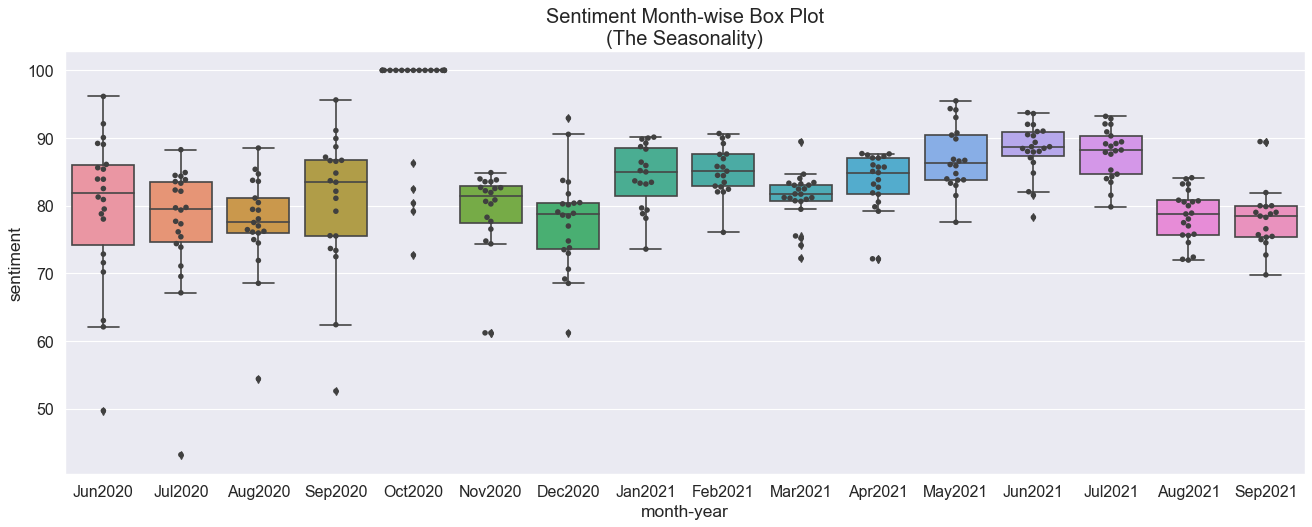 Sentiment Month-wise Box Plot
(The Seasonality)
100
90
80
70
60
50
sentiment
Jun2020 Jul2020 Aug2020 Sep2020 Oct2020 Nov2020 Dec2020 Jan2021 Feb2021 Mar2021 Apr2021 May2021 Jun2021 Jul2021 Aug2021 Sep2021
month-year